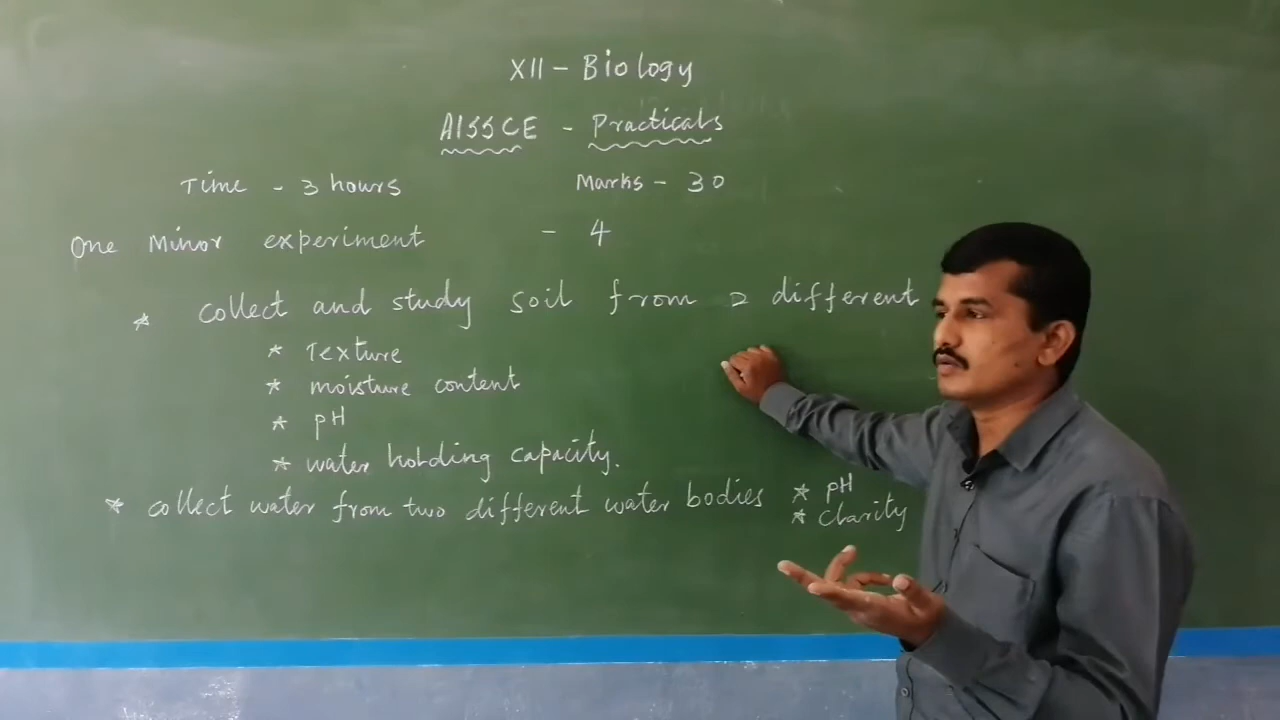 XII - Biology
AISSCE - Practicals
Time - 3 hours Marks - 30
One Minor experiment - 4
* collect and study soil from 2 different
* Texture
* moisture content
* pH
* water holding capacity.
* collect water from two different water bodies * pH
* clarity